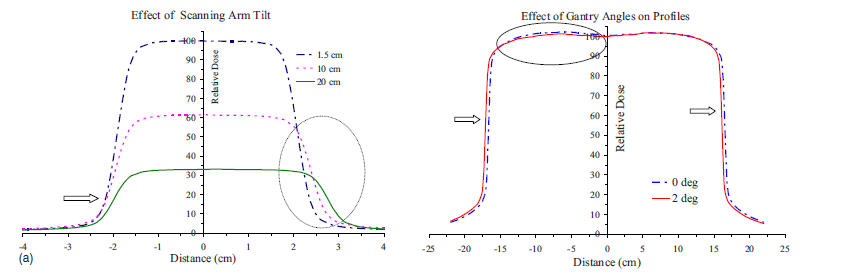 Effect of Scanning Arm Tilt
100
90
80
70
60
50
40
30
20
10
0
Relative Dose
1.5 cm
10 cm
20 cm
-4 -3 -2 -1 0 1 2 3 4
Distance (cm)
(a)
Effect of Gantry Angles on Profiles
100
90
80
70
60
50
40
30
20
10
0
Relative Dose
0 deg
2 deg
-25 -20 -15 -10 -5 0 5 10 15 20 25
Distance (cm)